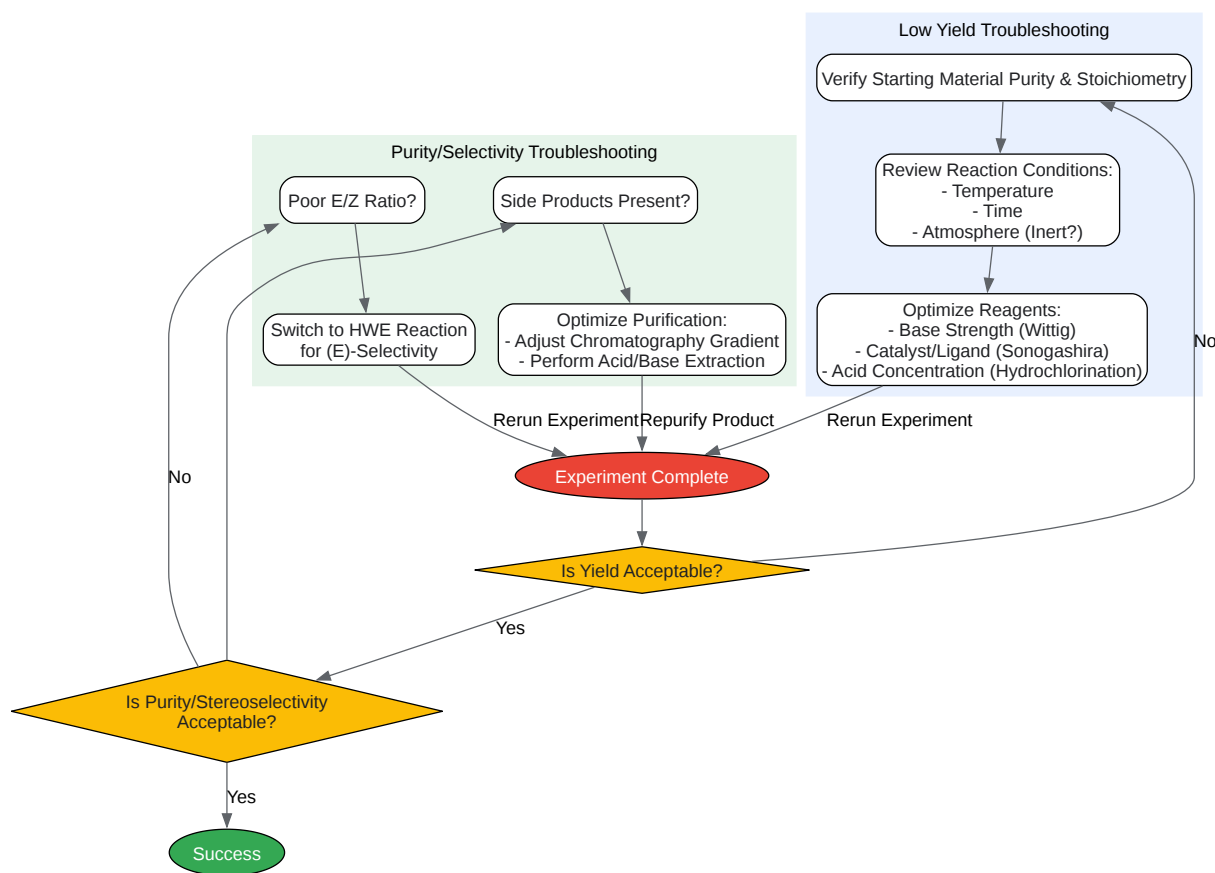 Low Yield Troubleshooting
Verify Starting Material Purity & Stoichiometry
Purity/Selectivity Troubleshooting
Review Reaction Conditions:
- Temperature
- Time
- Atmosphere (Inert?)
Poor E/Z Ratio?
Side Products Present?
Optimize Reagents:
- Base Strength (Wittig)
- Catalyst/Ligand (Sonogashira)
- Acid Concentration (Hydrochlorination)
Switch to HWE Reaction
for (E)-Selectivity
Optimize Purification:
- Adjust Chromatography Gradient
- Perform Acid/Base Extraction
No
Rerun Experiment
Repurify Product
Rerun Experiment
No
Experiment Complete
Is Yield Acceptable?
Yes
Is Purity/Stereoselectivity
Acceptable?
Yes
Success